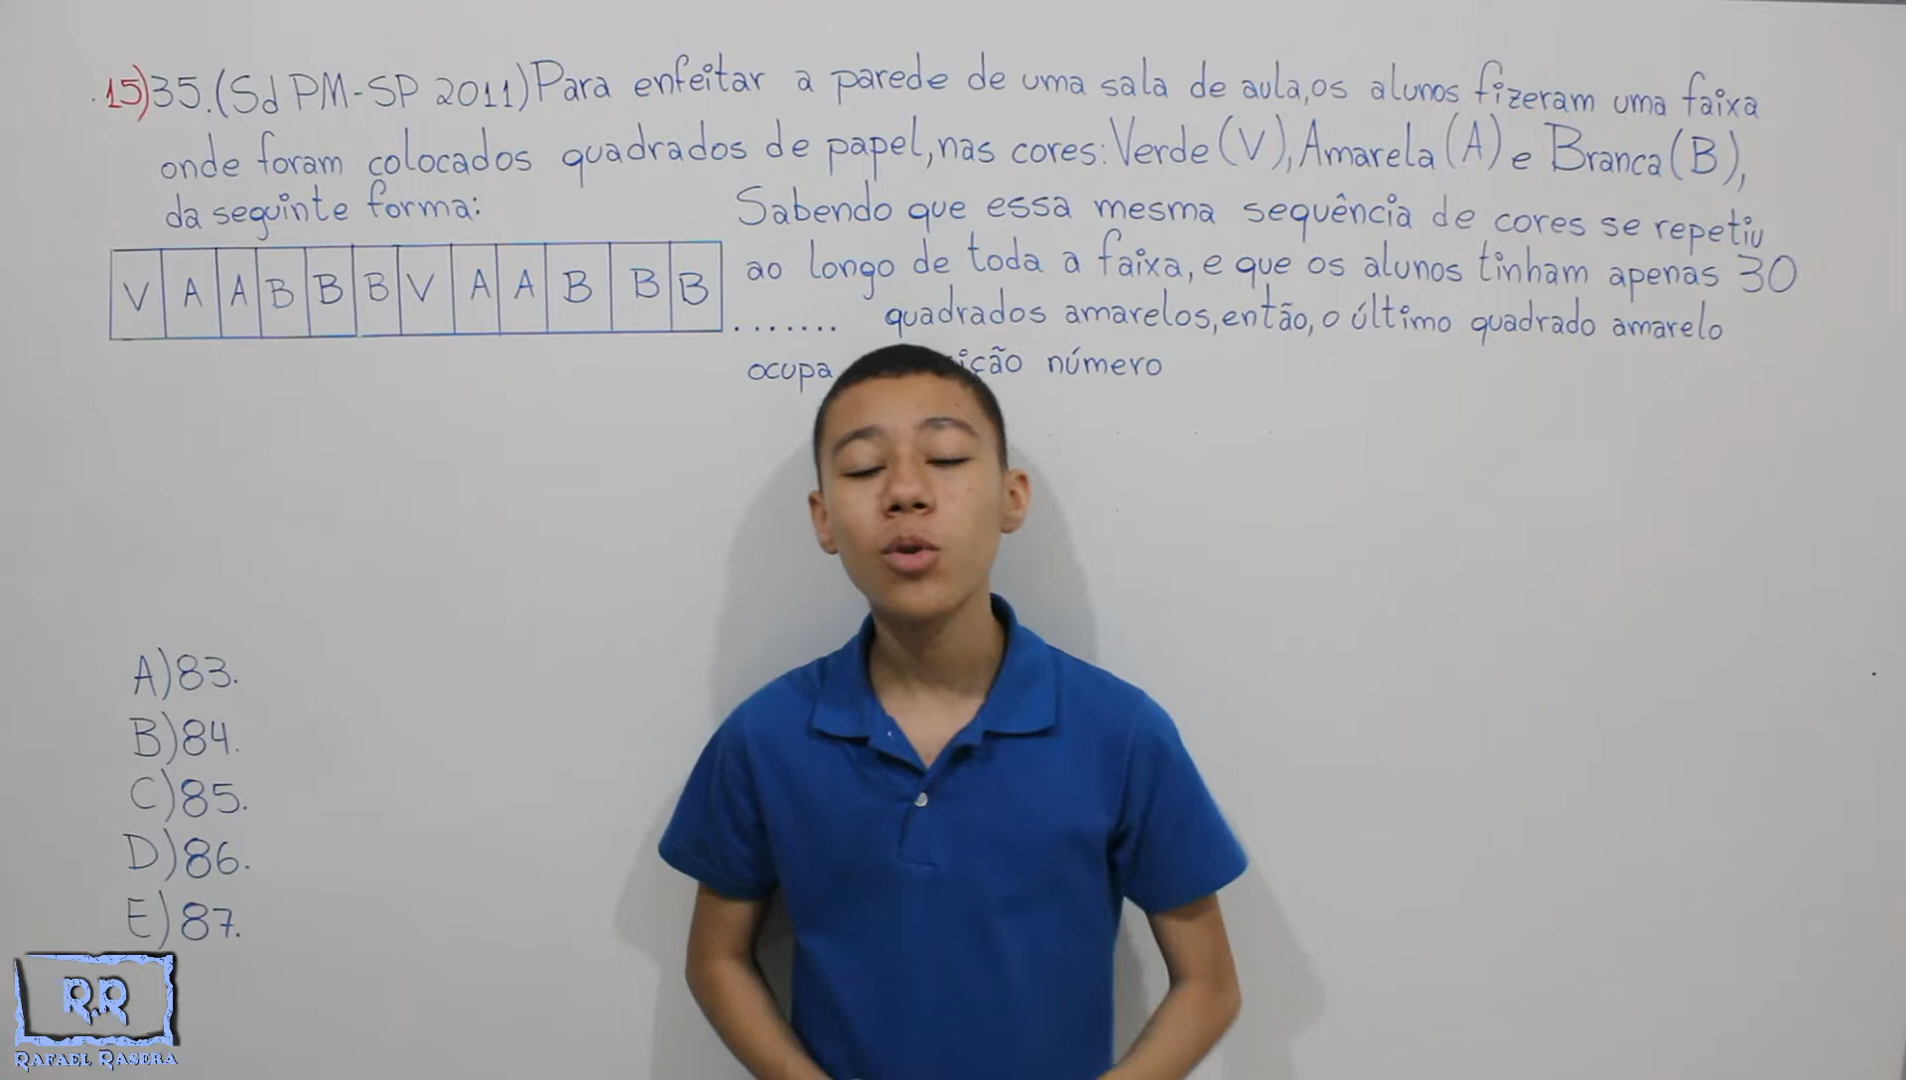 15)35.(Sd PM-SP 2011)Para enfeitar a parede de uma sala de aula,os alunos fizeram uma faixa
onde foram colocados quadrados de papel,nas cores:Verde(V),Amarela(A) e Branca(B),
da seguinte forma:
V A A B B B V A A B B B .......
Sabendo que essa mesma sequência de cores se repetiu
ao longo de toda a faixa, e que os alunos tinham apenas 30
quadrados amarelos,então,o último quadrado amarelo
ocupa número
A)83.
B)84.
C)85.
D)86.
E)87.
R.R
RAFAEL RASERA